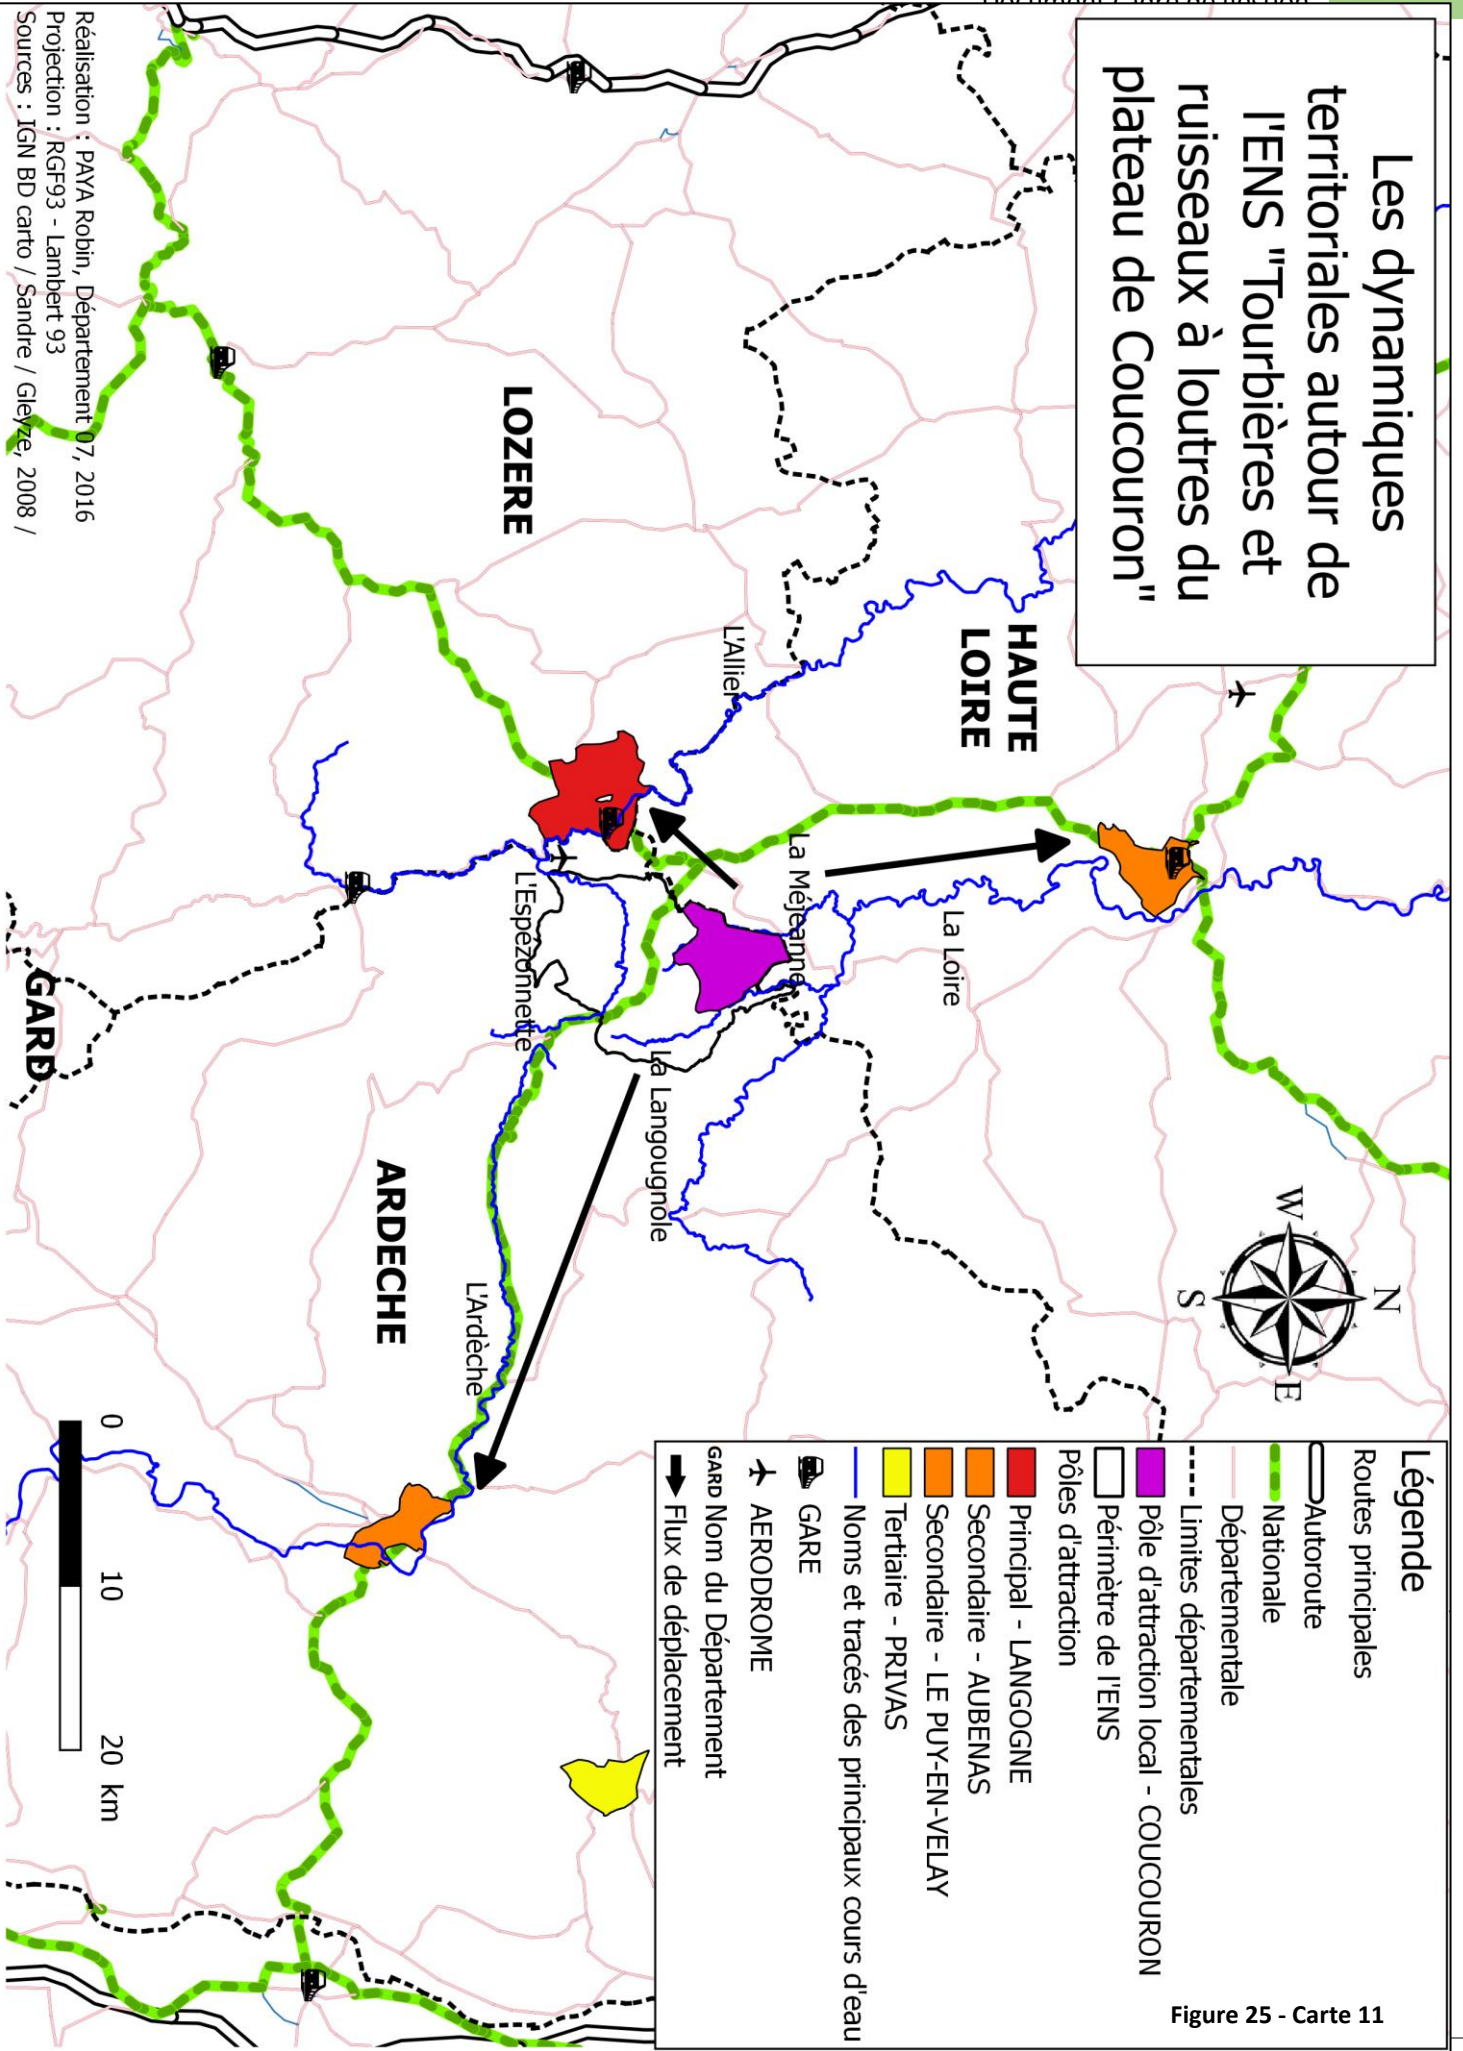 Les dynamiques
territoriales autour de
l'ENS "Tourbières et
ruisseaux à loutres du
plateau de Coucouron"
HAUTE
LOIRE
LOZERE
ARDECHE
GARD
L'Allier
La Loire
La Méjeanne
La Langougnole
L'Espezonnette
L'Ardèche
N
W
E
S
Légende
Routes principales
Autoroute
Nationale
Départementale
Limites départementales
Pôle d'attraction local - COUCOURON
Périmètre de l'ENS
Pôles d'attraction
Principal - LANGOGNE
Secondaire - AUBENAS
Secondaire - LE PUY-EN-VELAY
Tertiaire - PRIVAS
Noms et tracés des principaux cours d'eau
GARE
AERODROME
GARD Nom du Département
Flux de déplacement
0 10 20 km
Réalisation : PAYA Robin, Département 07, 2016
Projection : RGF93 - Lambert 93
Sources : IGN BD carto / Sandre / Gleyze, 2008 /
Figure 25 - Carte 11